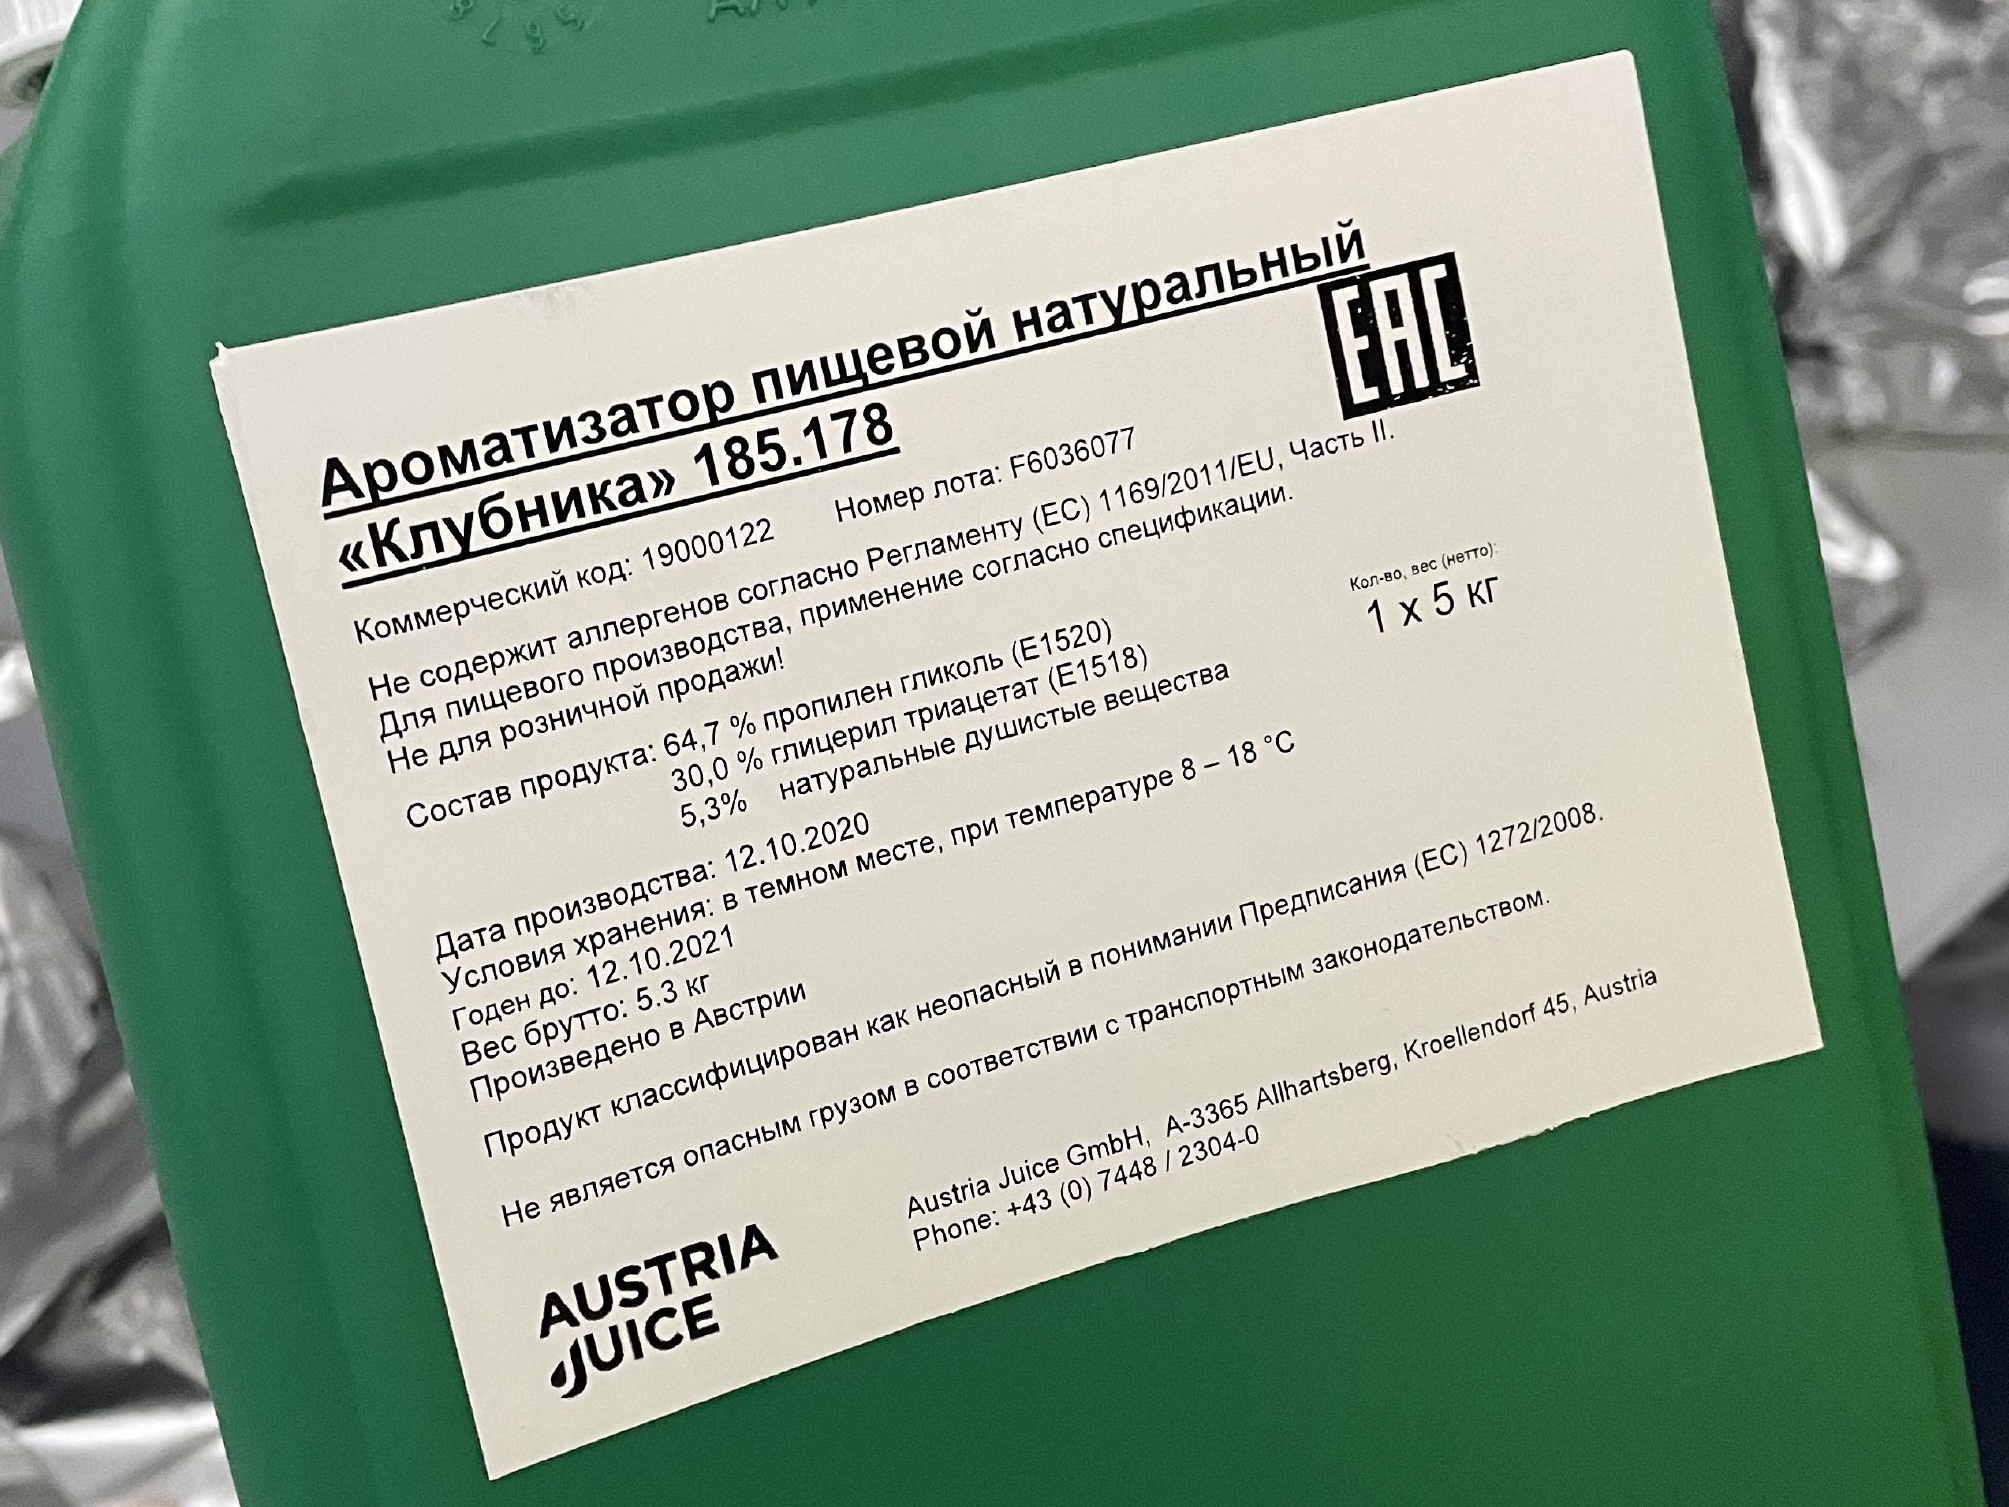 Ароматизатор пищевой натуральный
«Клубника» 185.178
EAC
Коммерческий код: 19000122 Номер лота: F6036077
Не содержит аллергенов согласно Регламенту (ЕС) 1169/2011/EU, Часть II.
Для пищевого производства, применение согласно спецификации.
Не для розничной продажи!
Кол-во, вес (нетто):
1 х 5 кг
Состав продукта: 64,7 % пропилен гликоль (Е1520)
30,0 % глицерил триацетат (Е1518)
5,3% натуральные душистые вещества
Дата производства: 12.10.2020
Условия хранения: в темном месте, при температуре 8 – 18 °C
Годен до: 12.10.2021
Вес брутто: 5.3 кг
Произведено в Австрии
Продукт классифицирован как неопасный в понимании Предписания (ЕС) 1272/2008.
Не является опасным грузом в соответствии с транспортным законодательством.
Austria Juice GmbH, A-3365 Allhartsberg, Kroellendorf 45, Austria
Phone: +43 (0) 7448 / 2304-0
AUSTRIA
JUICE